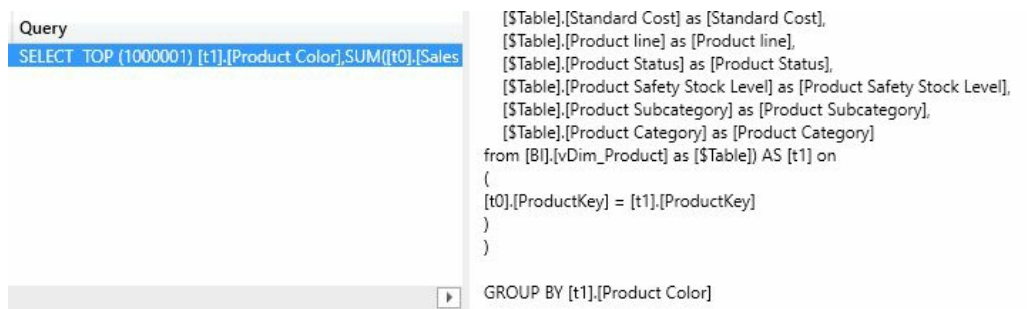 Query
SELECT TOP (1000001) [t1].[Product Color],SUM([t0].[Sales
[$Table].[Standard Cost] as [Standard Cost],
[$Table].[Product line] as [Product line],
[$Table].[Product Status] as [Product Status],
[$Table].[Product Safety Stock Level] as [Product Safety Stock Level],
[$Table].[Product Subcategory] as [Product Subcategory],
[$Table].[Product Category] as [Product Category]
from [BI].[vDim_Product] as [$Table]) AS [t1] on
(
[t0].[ProductKey] = [t1].[ProductKey]
)
)
GROUP BY [t1].[Product Color]